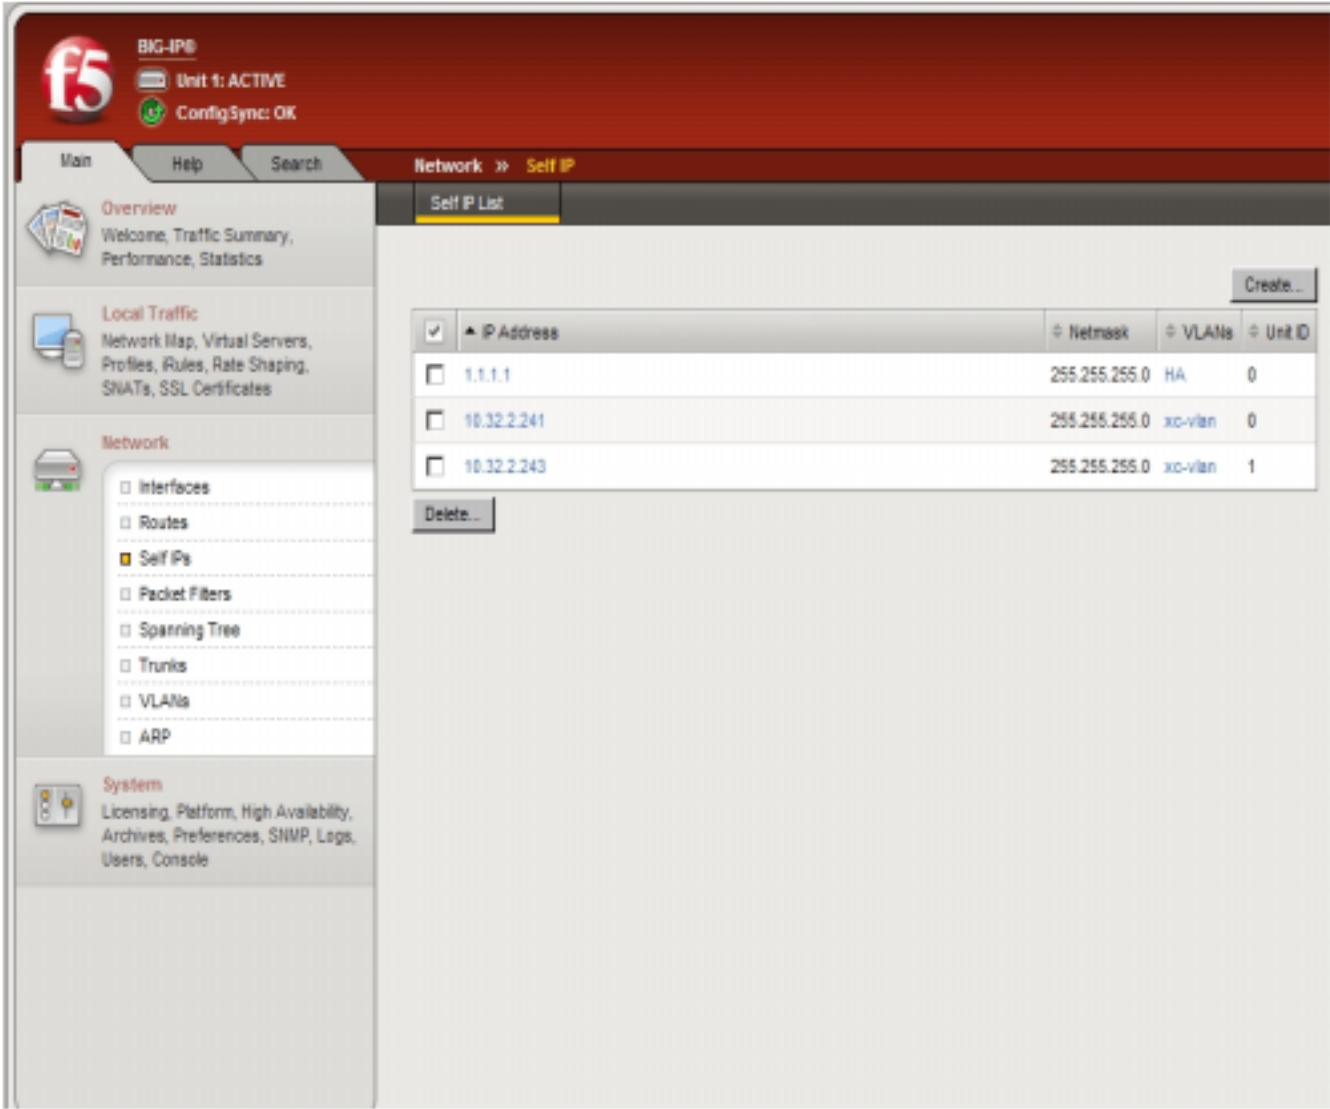 f5
BIG-IP®
Unit 1: ACTIVE
ConfigSync: OK
Main
Help
Search
Network » Self IP
Self IP List
Overview
Welcome, Traffic Summary,
Performance, Statistics
Local Traffic
Network Map, Virtual Servers,
Profiles, iRules, Rate Shaping,
SNATs, SSL Certificates
Network
Interfaces
Routes
Self IPs
Packet Filters
Spanning Tree
Trunks
VLANs
ARP
System
Licensing, Platform, High Availability,
Archives, Preferences, SNMP, Logs,
Users, Console
Create...
IP Address Netmask VLANs Unit ID
1.1.1.1 255.255.255.0 HA 0
10.32.2.241 255.255.255.0 xc-vlan 0
10.32.2.243 255.255.255.0 xc-vlan 1
Delete...